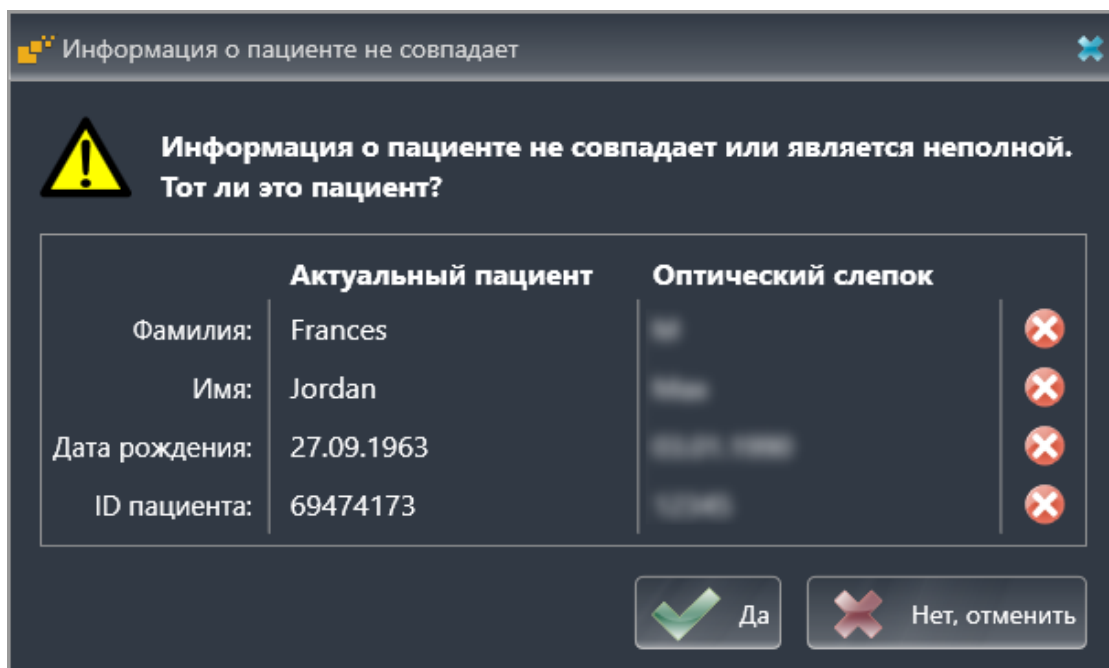 Информация о пациенте не совпадает
Информация о пациенте не совпадает или является неполной.
Тот ли это пациент?
Актуальный пациент Оптический слепок
Фамилия: Frances
Имя: Jordan
Дата рождения: 27.09.1963
ID пациента: 69474173
Да Нет, отменить